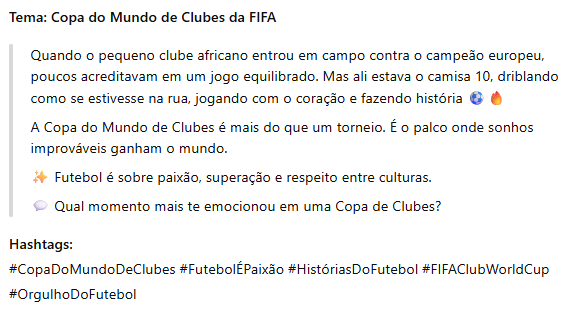 Tema: Copa do Mundo de Clubes da FIFA
Quando o pequeno clube africano entrou em campo contra o campeão europeu,
poucos acreditavam em um jogo equilibrado. Mas ali estava o camisa 10, driblando
como se estivesse na rua, jogando com o coração e fazendo história 🌍 🔥
A Copa do Mundo de Clubes é mais do que um torneio. É o palco onde sonhos
improváveis ganham o mundo.
✨ Futebol é sobre paixão, superação e respeito entre culturas.
💬 Qual momento mais te emocionou em uma Copa de Clubes?
Hashtags:
#CopaDoMundoDeClubes #FutebolÉPaixão #HistóriasDoFutebol #FIFAClubWorldCup
#OrgulhoDoFutebol